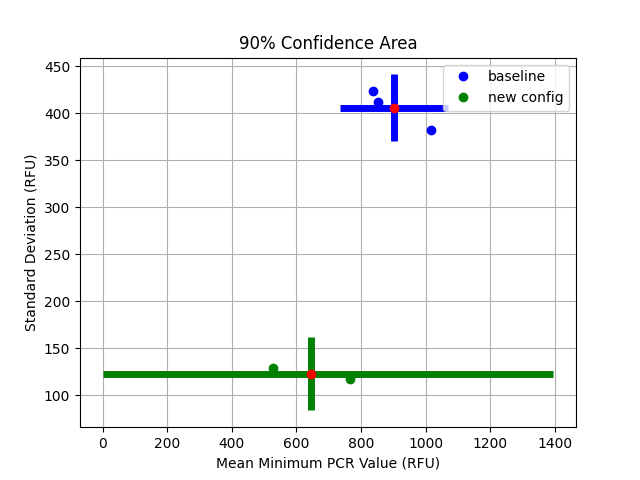 90% Confidence Area
baseline
new config
Standard Deviation (RFU)
450
400
350
300
250
200
150
100
0 200 400 600 800 1000 1200 1400
Mean Minimum PCR Value (RFU)